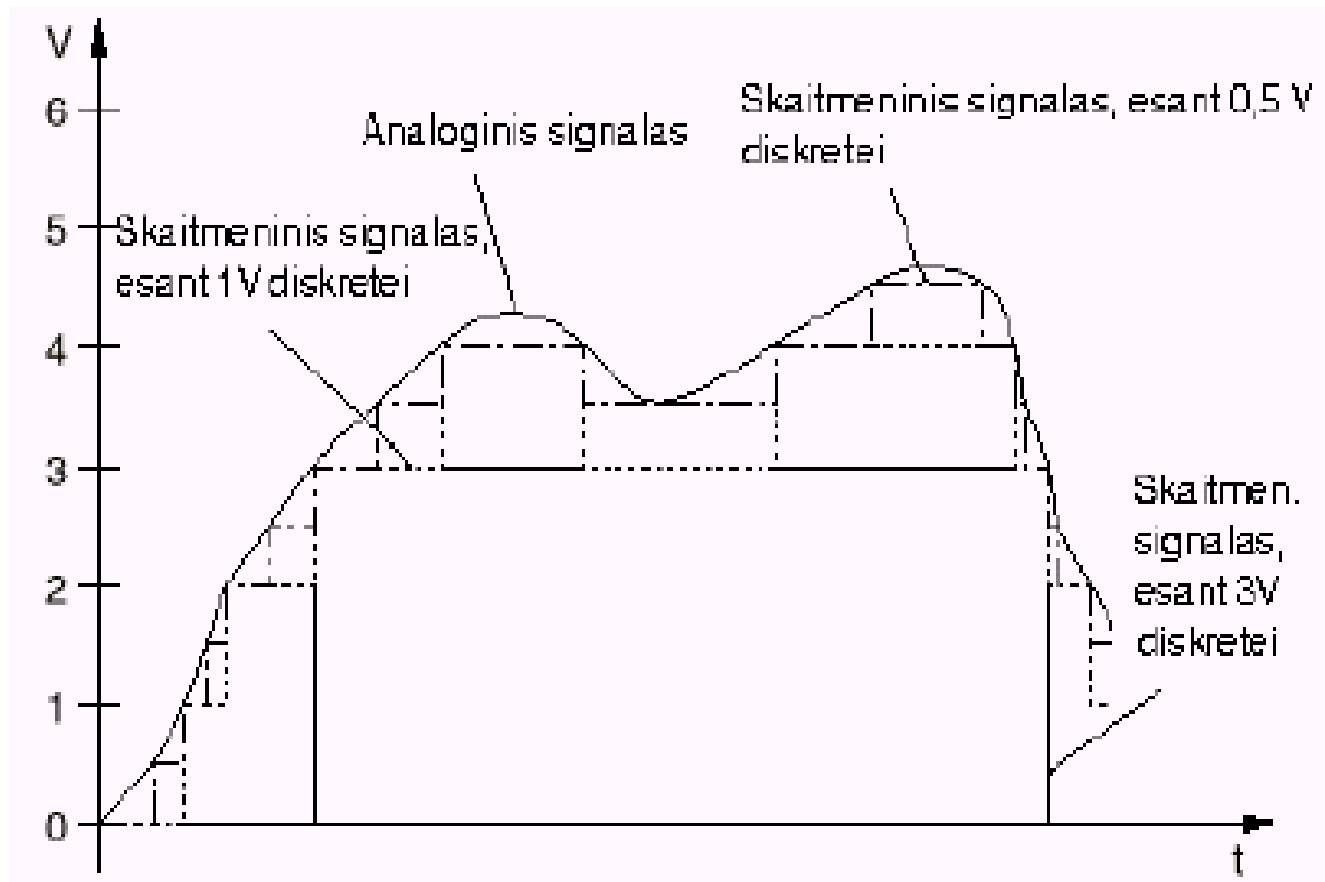 V
6
Skaitmeninis signalas, esant 0,5 V
diskretei
Analoginis signalas
5
Skaitmeninis signalas,
esant 1V diskretei
4
3
Skaitmen.
signalas,
esant 3V
diskretei
2
1
0
t